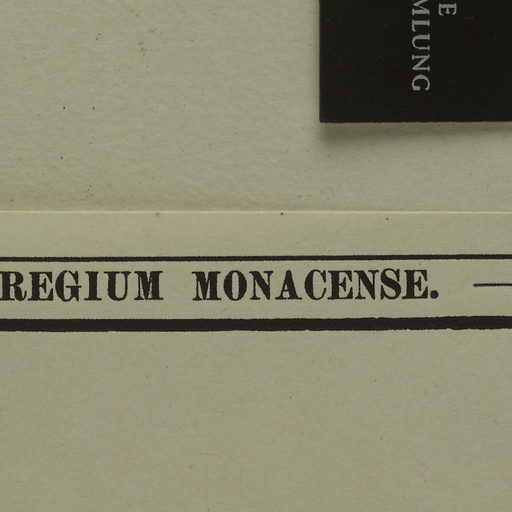 E
MLUNG
REGIUM MONACENSE. —